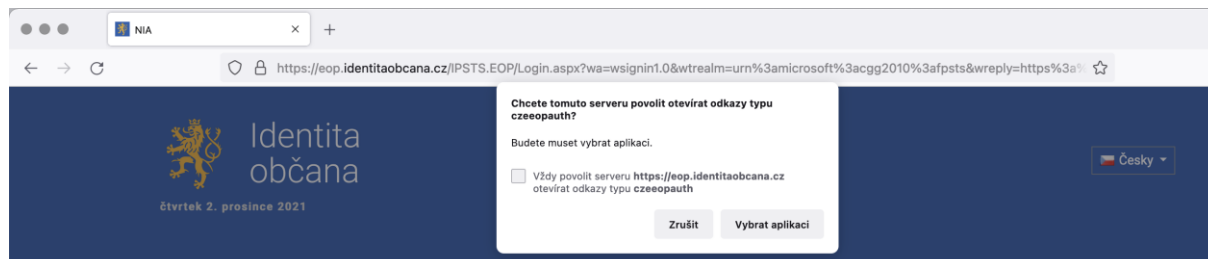 NIA
https://eop.identitaobcana.cz/IPSTS.EOP/Login.aspx?wa=wsignin1.0&wtrealm=urn%3amicrosoft%3acgg2010%3afpsts&wreply=https%3a%
Chcete tomuto serveru povolit otevírat odkazy typu
czeeopauth?
Budete muset vybrat aplikaci.
Vždy povolit serveru https://eop.identitaobcana.cz
otevírat odkazy typu czeeopauth
Zrušit Vybrat aplikaci
Identita
občana
čtvrtek 2. prosince 2021
Česky